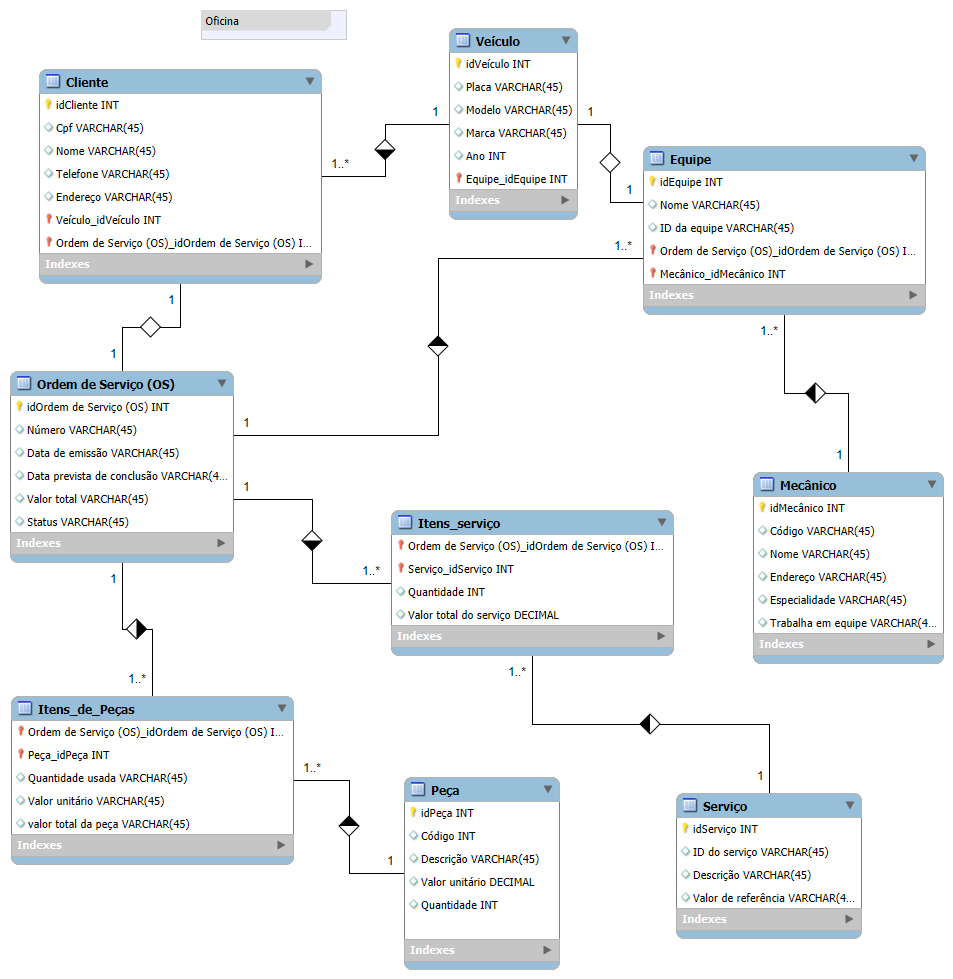 Oficina
Cliente
idCliente INT
Cpf VARCHAR(45)
Nome VARCHAR(45)
Telefone VARCHAR(45)
Endereço VARCHAR(45)
Veículo_idVeículo INT
Ordem de Serviço (OS)_idOrdem de Serviço (OS) I...
Indexes
1..*
1
Veículo
idVeículo INT
Placa VARCHAR(45)
Modelo VARCHAR(45)
Marca VARCHAR(45)
Ano INT
Equipe_idEquipe INT
Indexes
1
1
Equipe
idEquipe INT
Nome VARCHAR(45)
ID da equipe VARCHAR(45)
Ordem de Serviço (OS)_idOrdem de Serviço (OS) I...
Mecânico_idMecânico INT
Indexes
1..*
1..*
1
1
1
Ordem de Serviço (OS)
idOrdem de Serviço (OS) INT
Número VARCHAR(45)
Data de emissão VARCHAR(45)
Data prevista de conclusão VARCHAR(4...
Valor total VARCHAR(45)
Status VARCHAR(45)
Indexes
1
1
1
1..*
1..*
Itens_serviço
Ordem de Serviço (OS)_idOrdem de Serviço (OS) I...
Serviço_idServiço INT
Quantidade INT
Valor total do serviço DECIMAL
Indexes
1..*
1
Mecânico
idMecânico INT
Código VARCHAR(45)
Nome VARCHAR(45)
Endereço VARCHAR(45)
Especialidade VARCHAR(45)
Trabalha em equipe VARCHAR(4...
Indexes
Itens_de_Peças
Ordem de Serviço (OS)_idOrdem de Serviço (OS) I...
Peça_idPeça INT
Quantidade usada VARCHAR(45)
Valor unitário VARCHAR(45)
valor total da peça VARCHAR(45)
Indexes
1..*
1
Peça
idPeça INT
Código INT
Descrição VARCHAR(45)
Valor unitário DECIMAL
Quantidade INT
Indexes
Serviço
idServiço INT
ID do serviço VARCHAR(45)
Descrição VARCHAR(45)
Valor de referência VARCHAR(4...
Indexes